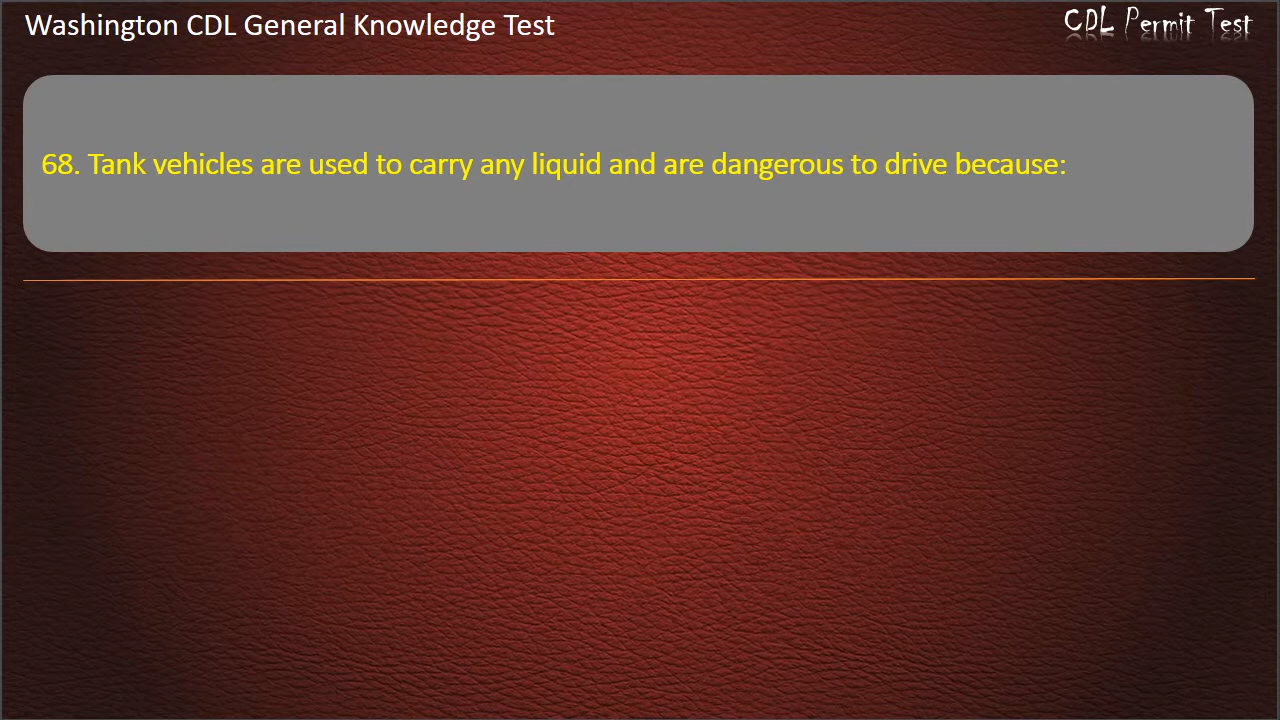 Washington CDL General Knowledge Test
CDL Permit Test
68. Tank vehicles are used to carry any liquid and are dangerous to drive because: